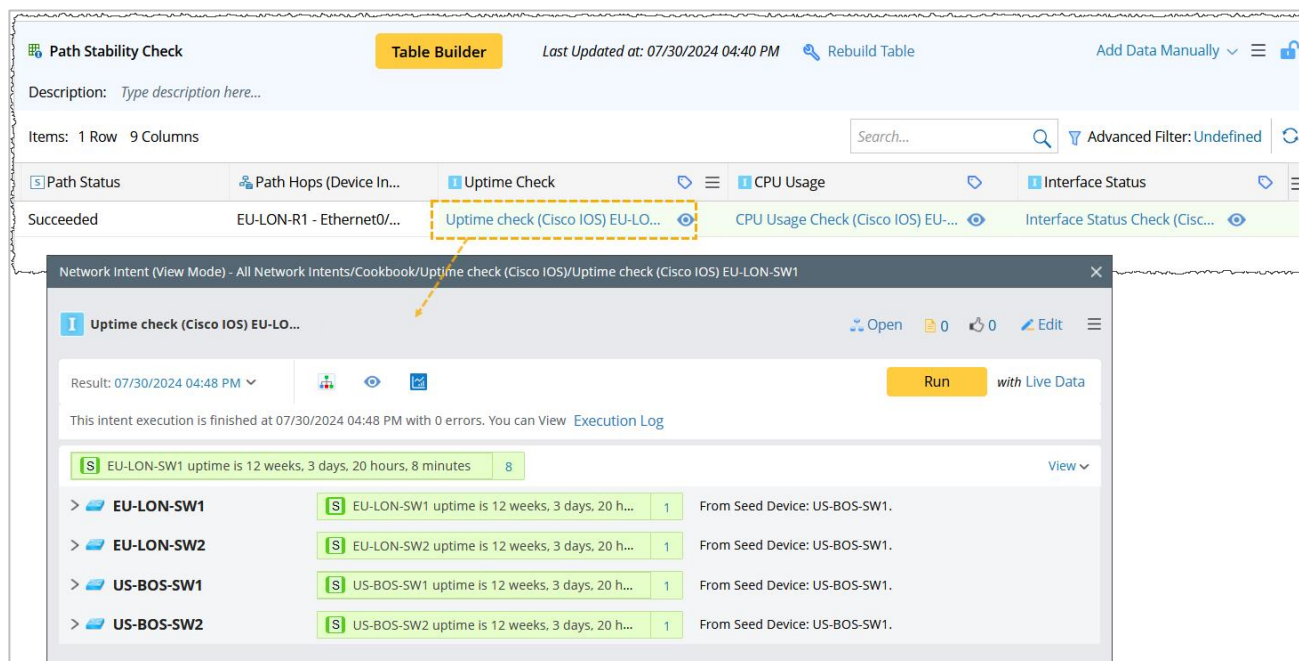 Path Stability Check Table Builder Last Updated at: 07/30/2024 04:40 PM Rebuild Table Add Data Manually
Description: Type description here...
Items: 1 Row 9 Columns Search... Advanced Filter: Undefined
S Path Status Path Hops (Device In... I Uptime Check I CPU Usage I Interface Status
Succeeded EU-LON-R1 - Ethernet0/... Uptime check (Cisco IOS) EU-LO... CPU Usage Check (Cisco IOS) EU-... Interface Status Check (Cisc...
Network Intent (View Mode) - All Network Intents/Cookbook/Uptime check (Cisco IOS)/Uptime check (Cisco IOS) EU-LON-SW1
I Uptime check (Cisco IOS) EU-LO... Open 0 0 Edit
Result: 07/30/2024 04:48 PM Run with Live Data
This intent execution is finished at 07/30/2024 04:48 PM with 0 errors. You can View Execution Log
S EU-LON-SW1 uptime is 12 weeks, 3 days, 20 hours, 8 minutes 8 View
EU-LON-SW1 S EU-LON-SW1 uptime is 12 weeks, 3 days, 20 h... 1 From Seed Device: US-BOS-SW1.
EU-LON-SW2 S EU-LON-SW2 uptime is 12 weeks, 3 days, 20 h... 1 From Seed Device: US-BOS-SW1.
US-BOS-SW1 S US-BOS-SW1 uptime is 12 weeks, 3 days, 20 h... 1 From Seed Device: US-BOS-SW1.
US-BOS-SW2 S US-BOS-SW2 uptime is 12 weeks, 3 days, 20 h... 1 From Seed Device: US-BOS-SW1.